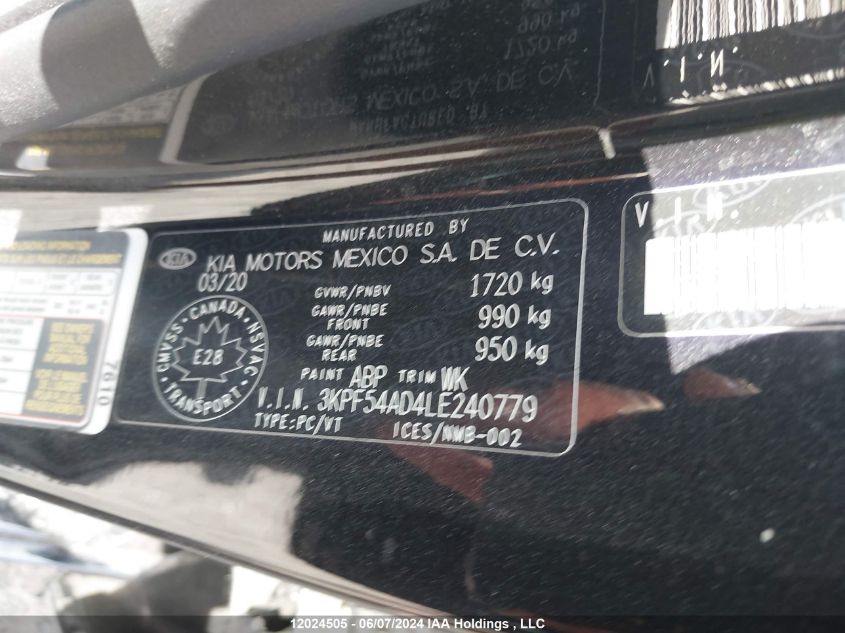 MANUFACTURED BY
KIA KIA MOTORS MEXICO S.A. DE C.V.
03/20
GVWR/PNBV 1720 kg
GAWR/PNBE FRONT 990 kg
GAWR/PNBE REAR 950 kg
CMVSS·CANADA·NSVAC
E28
TRANSPORT
PAINT ABP TRIM WK
V.I.N. 3KPF54AD4LE240779
TYPE:PC/VT ICES/NMB-002
V I N
7610
12024505 - 06/07/2024 IAA Holdings , LLC